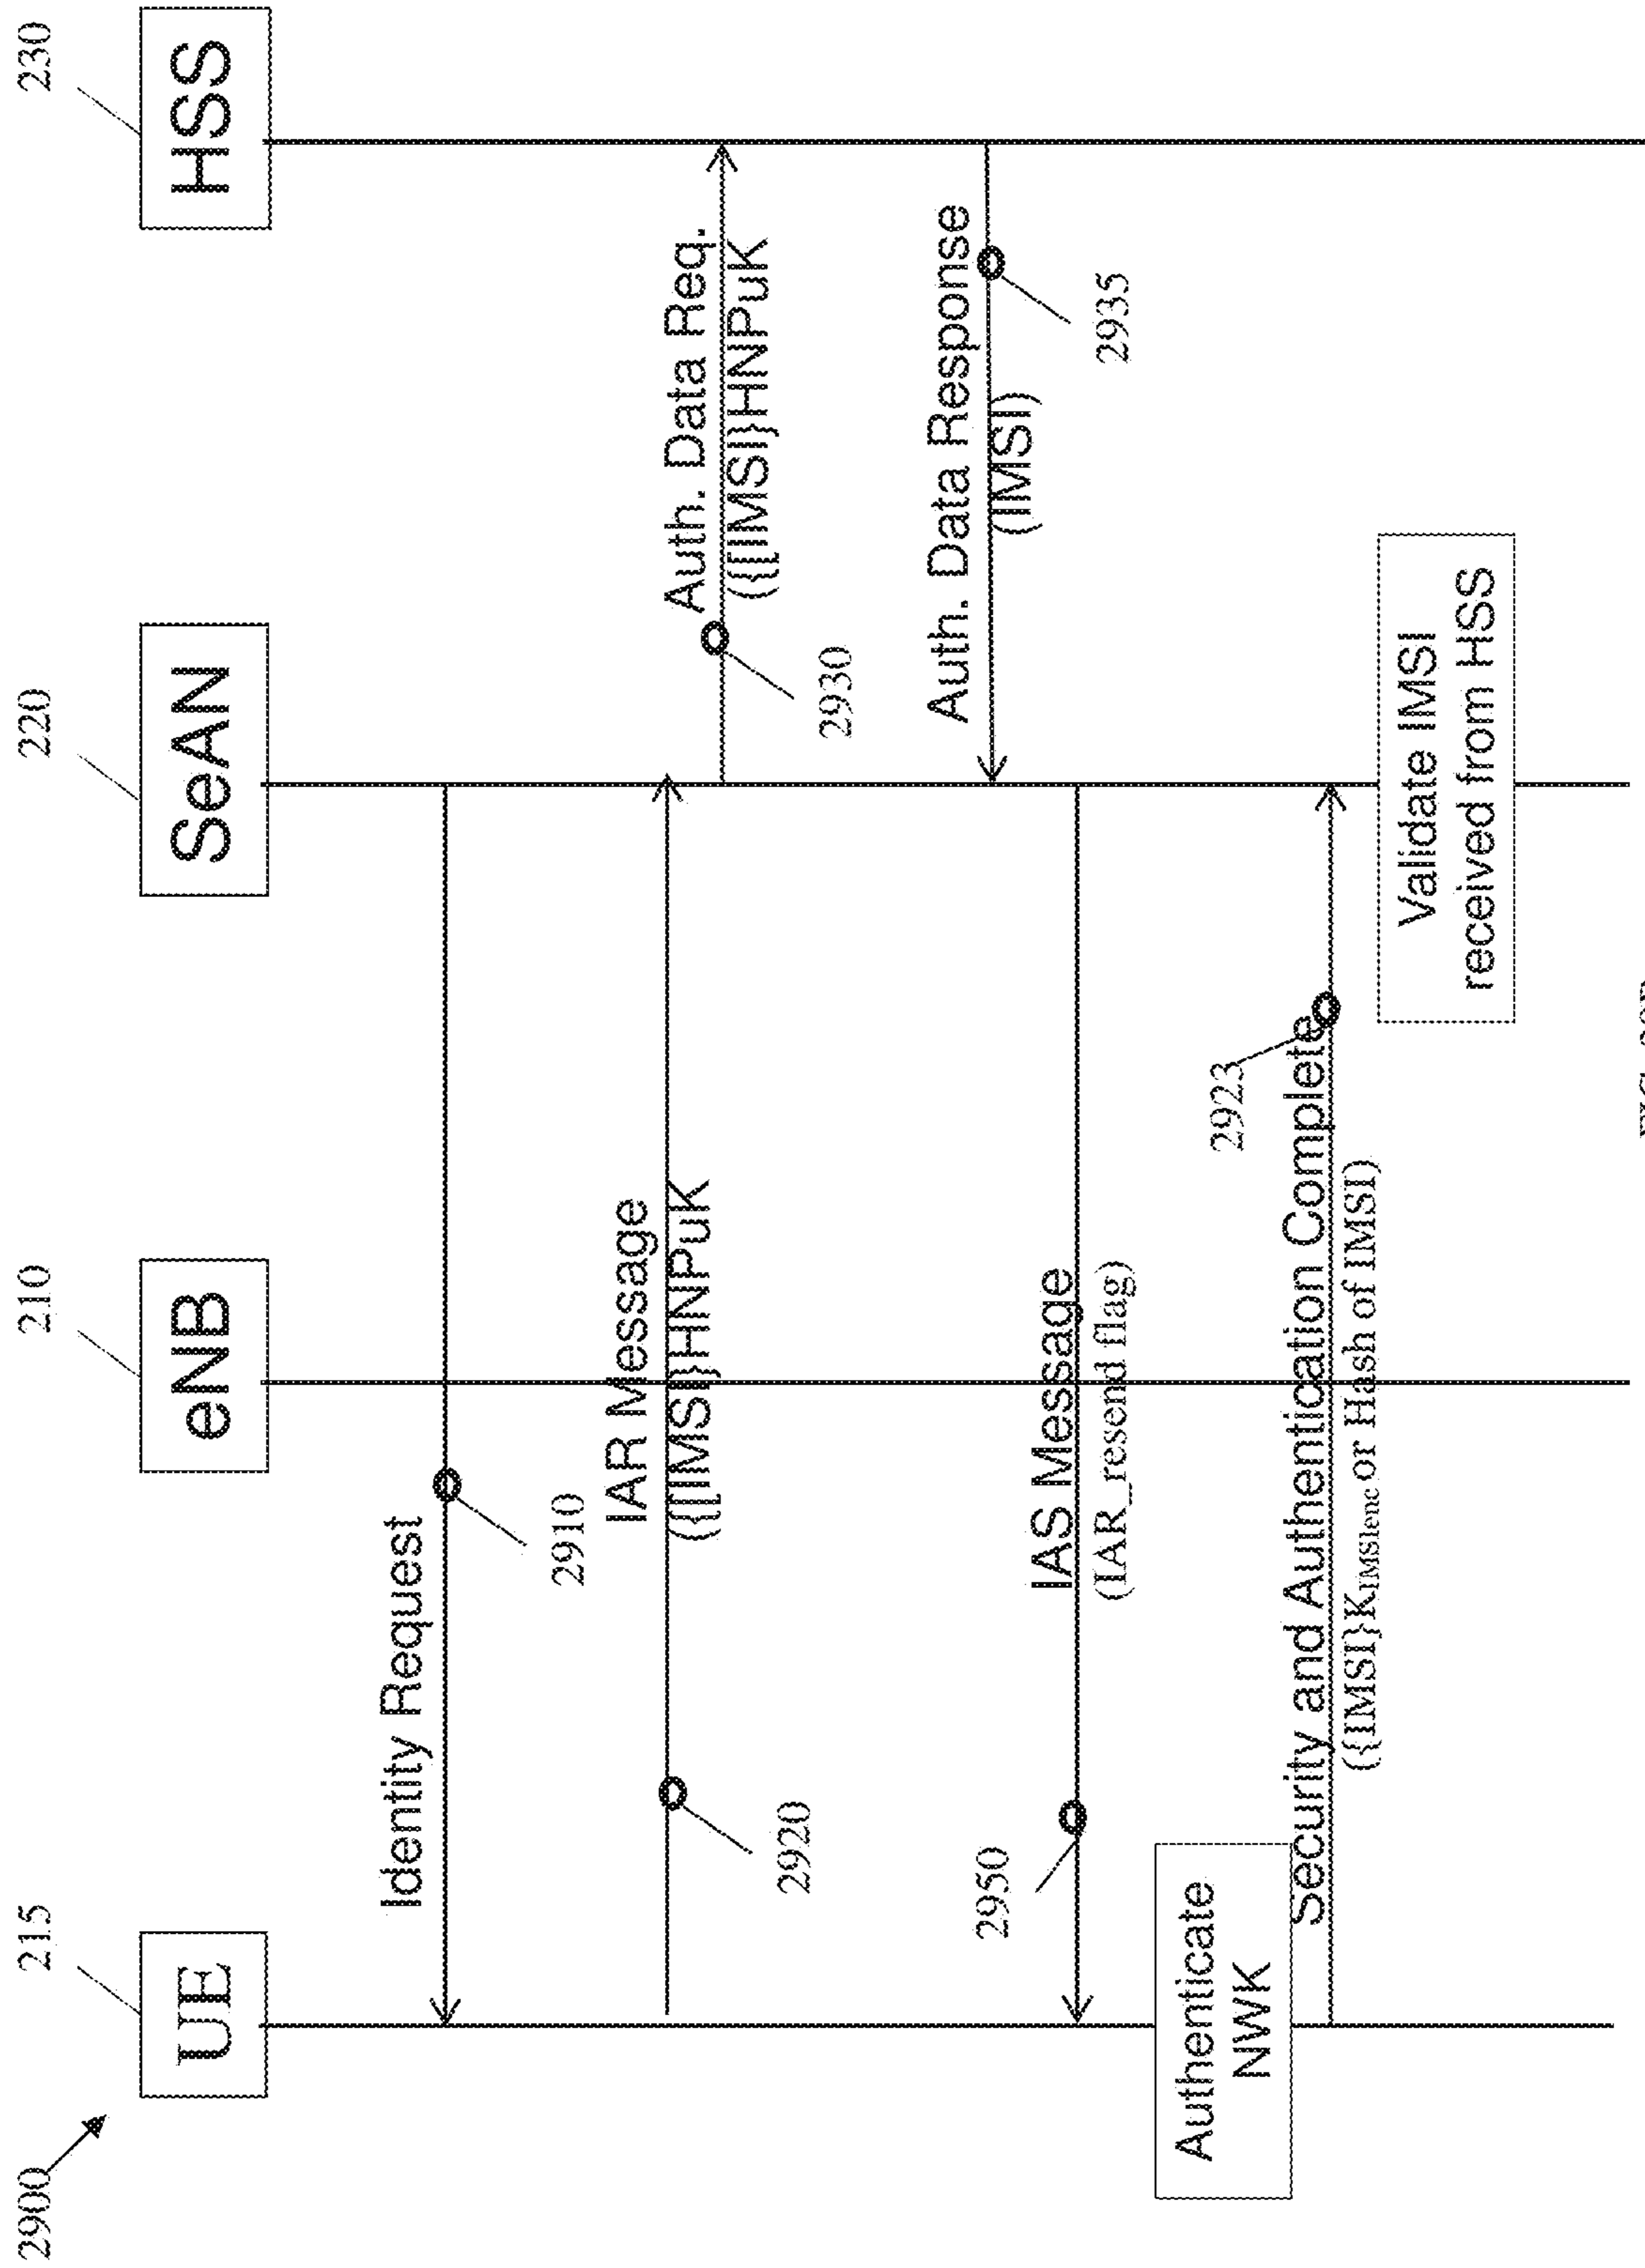 2900
215
210
220
230
UE
eNB
SeAN
HSS
Identity Request
2910
IAR Message
({[IMSI}HNPuK
2920
Auth. Data Req.
({[IMSI}HNPuK
2930
Auth. Data Response
(IMSI)
2935
IAS Message
(IAR_resend flag)
2950
Authenticate
NWK
Security and Authentication Complete
({IMSI}KIMSIenc or Hash of IMSI)
2923
Validate IMSI
received from HSS